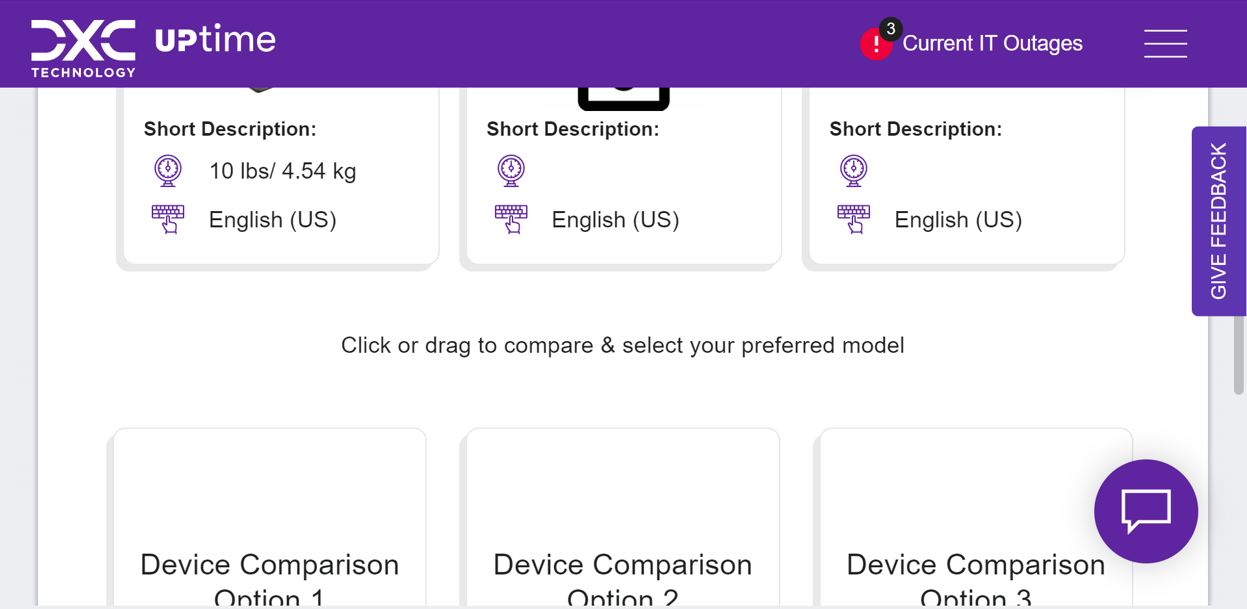 DXC
TECHNOLOGY
UPtime
3
Current IT Outages
Short Description:
10 lbs/ 4.54 kg
English (US)
Short Description:
English (US)
Short Description:
English (US)
GIVE FEEDBACK
Click or drag to compare & select your preferred model
Device Comparison
Option 1
Device Comparison
Option 2
Device Comparison
Option 3